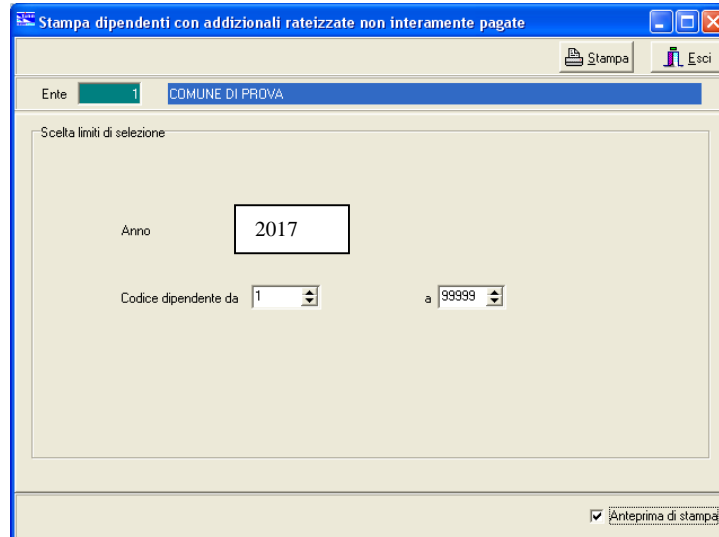 Stampa dipendenti con addizionali rateizzate non interamente pagate
Stampa Esci
Ente 1 COMUNE DI PROVA
Scelta limiti di selezione
Anno 2017
Codice dipendente da 1 a 99999
Anteprima di stampa